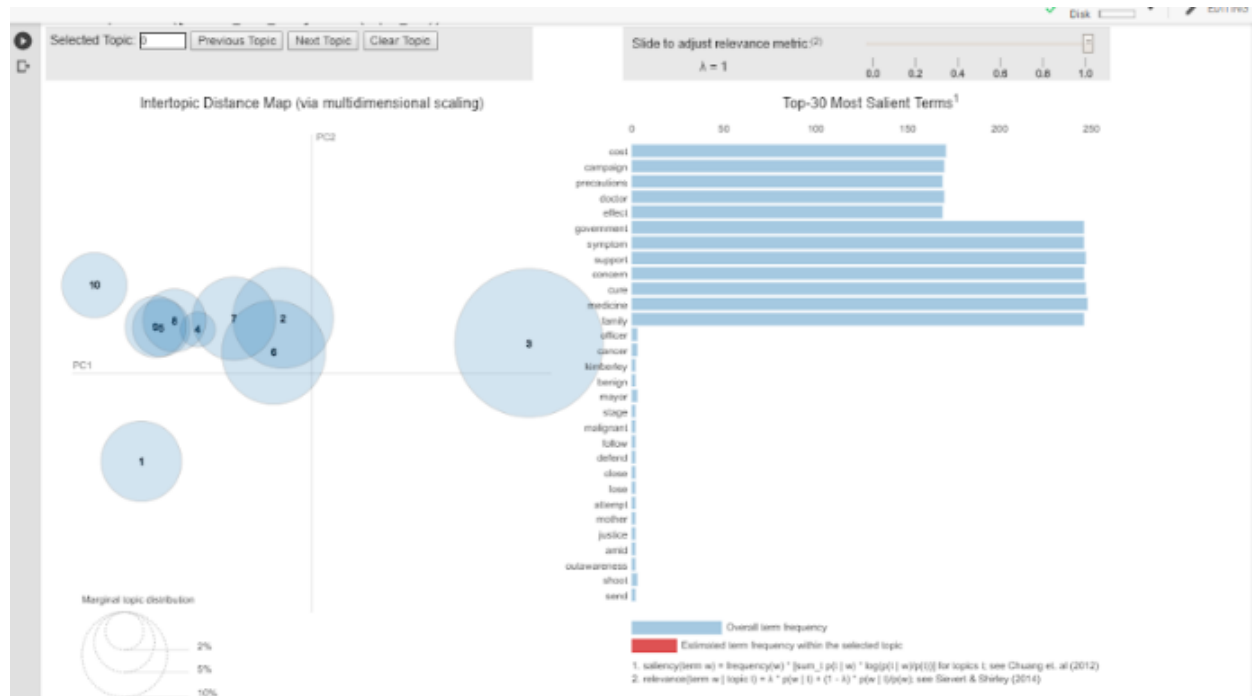 Disk
EDITING
Selected Topic: 0 Previous Topic Next Topic Clear Topic
Slide to adjust relevance metric:(2)
λ = 1
0.0 0.2 0.4 0.6 0.8 1.0
Intertopic Distance Map (via multidimensional scaling)
PC2
PC1
10
8
4
7
2
6
3
1
Marginal topic distribution
2%
5%
10%
Top-30 Most Salient Terms1
0 50 100 150 200 250
cost
campaign
precautions
doctor
effect
government
symptom
support
concern
cure
medicine
family
officer
cancer
kimberley
benign
mayor
stage
malignant
follow
defend
close
lose
attempt
mother
justice
amid
outawareness
shoot
send
Overall term frequency
Estimated term frequency within the selected topic
1. saliency(term w) = frequency(w) * [sum_t p(t | w) * log(p(t | w)/p(t))] for topics t; see Chuang et. al (2012)
2. relevance(term w | topic t) = λ * p(w | t) + (1 - λ) * p(w | t)/p(w); see Sievert & Shirley (2014)